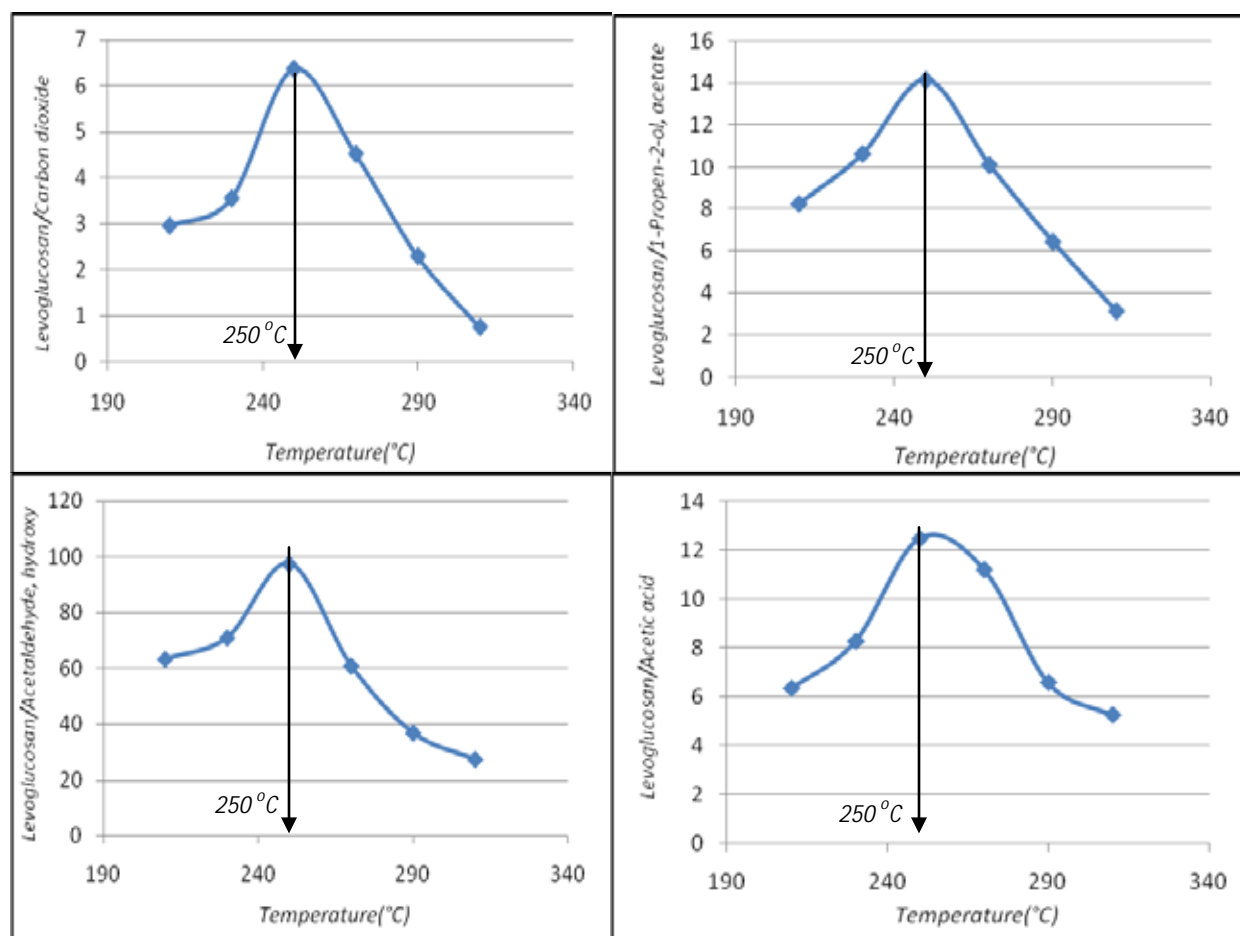 Levoglucosan/Carbon dioxide
7
6
5
4
3
2
1
0
250 °C
190 240 290 340
Temperature(°C)
Levoglucosan/1-Propen-2-ol, acetate
16
14
12
10
8
6
4
2
0
250 °C
190 240 290 340
Temperature(°C)
Levoglucosan/Acetaldehyde, hydroxy
120
100
80
60
40
20
0
250 °C
190 240 290 340
Temperature(°C)
Levoglucosan/Acetic acid
14
12
10
8
6
4
2
0
250 °C
190 240 290 340
Temperature(°C)